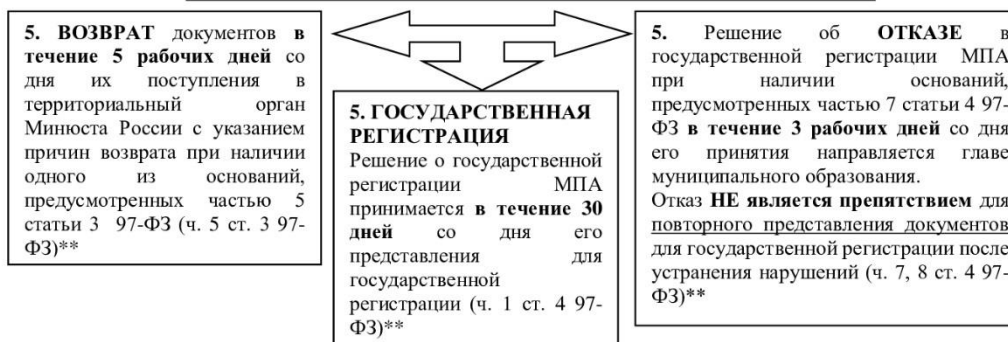 5. ВОЗВРАТ документов в
течение 5 рабочих дней со
дня их поступления в
территориальный орган
Минюста России с указанием
причин возврата при наличии
одного из оснований,
предусмотренных частью 5
статьи 3 97-ФЗ (ч. 5 ст. 3 97-
ФЗ)**
5. ГОСУДАРСТВЕННАЯ
РЕГИСТРАЦИЯ
Решение о государственной
регистрации МПА
принимается в течение 30
дней со дня его
представления для
государственной
регистрации (ч. 1 ст. 4 97-
ФЗ)**
5. Решение об ОТКАЗЕ в
государственной регистрации МПА
при наличии оснований,
предусмотренных частью 7 статьи 4 97-
ФЗ в течение 3 рабочих дней со дня
его принятия направляется главе
муниципального образования.
Отказ НЕ является препятствием для
повторного представления документов
для государственной регистрации после
устранения нарушений (ч. 7, 8 ст. 4 97-
ФЗ)**